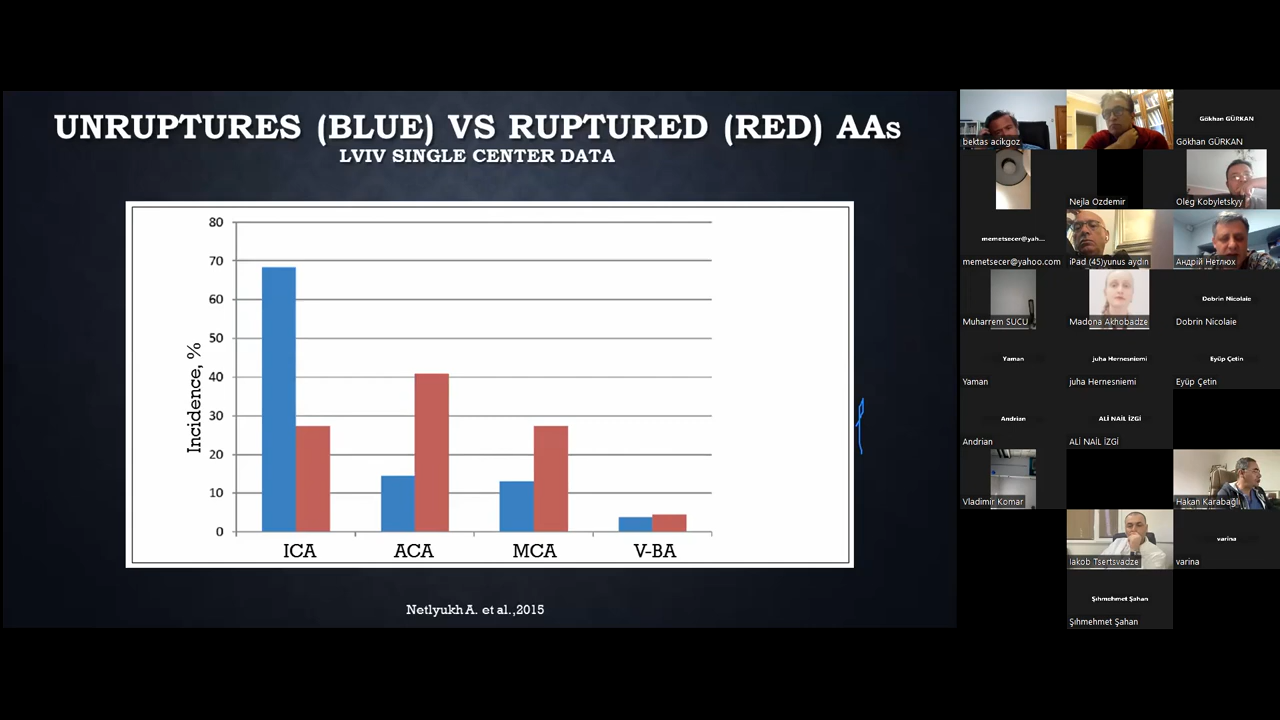 UNRUPTURES (BLUE) VS RUPTURED (RED) AAS
LVIV SINGLE CENTER DATA
Incidence, %
80
70
60
50
40
30
20
10
0
ICA ACA MCA V-BA
Netlyukh A. et al.,2015
bektas acikgoz
Gökhan GÜRKAN
Gökhan GÜRKAN
Nejla Ozdemir
Oleg Kobyletskyy
memetsecer@yah...
memetsecer@yahoo.com
iPad (45)yunus aydin
Андрій Нетлюх
Muharrem SUCU
Madona Akhobadze
Dobrin Nicolaie
Dobrin Nicolaie
Yaman
Yaman
juha Hernesniemi
juha Hernesniemi
Eyüp Çetin
Eyüp Çetin
Andrian
Andrian
ALİ NAİL İZGİ
ALİ NAİL İZGİ
Vladimir Komar
Hakan Karabağlı
Iakob Tsertsvadze
varina
varina
Şıhmehmet Şahan
Şıhmehmet Şahan